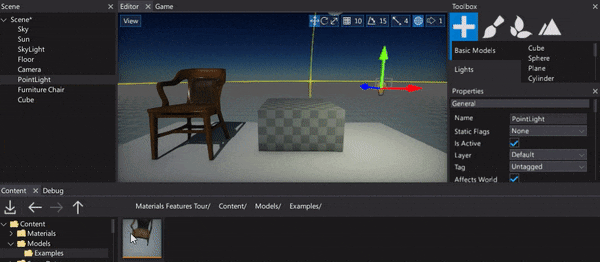 Scene
Scene*
Sky
Sun
SkyLight
Floor
Camera
PointLight
Furniture Chair
Cube
Editor Game
View
10 15 4 1
Toolbox
Basic Models
Lights
Cube
Sphere
Plane
Cylinder
Properties
General
Name PointLight
Static Flags None
Is Active
Layer Default
Tag Untagged
Affects World
Content Debug
Materials Features Tour/ Content/ Models/ Examples/
Content
Materials
Models
Examples